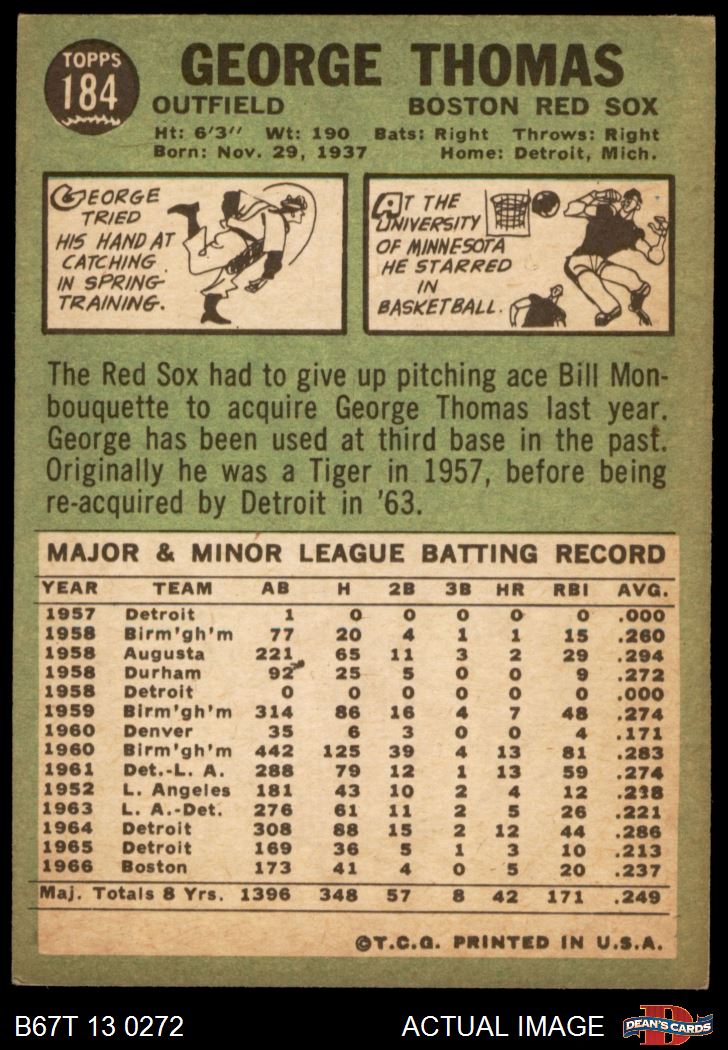 TOPPS
184
GEORGE THOMAS
OUTFIELD BOSTON RED SOX
Ht: 6'3" Wt: 190 Bats: Right Throws: Right
Born: Nov. 29, 1937 Home: Detroit, Mich.
GEORGE
TRIED
HIS HAND AT
CATCHING
IN SPRING
TRAINING.
AT THE
UNIVERSITY
OF MINNESOTA
HE STARRED
IN
BASKETBALL.
The Red Sox had to give up pitching ace Bill Mon-
bouquette to acquire George Thomas last year.
George has been used at third base in the past.
Originally he was a Tiger in 1957, before being
re-acquired by Detroit in '63.
MAJOR & MINOR LEAGUE BATTING RECORD
YEAR TEAM AB H 2B 3B HR RBI AVG.
1957 Detroit 1 0 0 0 0 0 .000
1958 Birm'gh'm 77 20 4 1 1 15 .260
1958 Augusta 221 65 11 3 2 29 .294
1958 Durham 92 25 5 0 0 9 .272
1958 Detroit 0 0 0 0 0 0 .000
1959 Birm'gh'm 314 86 16 4 7 48 .274
1960 Denver 35 6 3 0 0 4 .171
1960 Birm'gh'm 442 125 39 4 13 81 .283
1961 Det.-L. A. 288 79 12 1 13 59 .274
1952 L. Angeles 181 43 10 2 4 12 .238
1963 L. A.-Det. 276 61 11 2 5 26 .221
1964 Detroit 308 88 15 2 12 44 .286
1965 Detroit 169 36 5 1 3 10 .213
1966 Boston 173 41 4 0 5 20 .237
Maj. Totals 8 Yrs. 1396 348 57 8 42 171 .249
©T.C.G. PRINTED IN U.S.A.
B67T 13 0272 ACTUAL IMAGE
D
DEAN'S CARDS